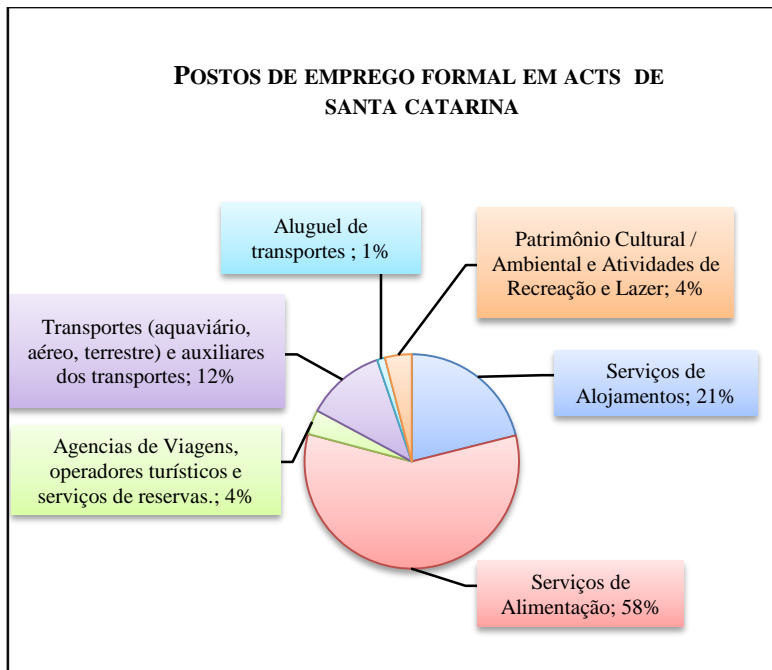 POSTOS DE EMPREGO FORMAL EM ACTS DE
SANTA CATARINA
Aluguel de
transportes ; 1%
Patrimônio Cultural /
Ambiental e Atividades de
Recreação e Lazer; 4%
Transportes (aquaviário,
aéreo, terrestre) e auxiliares
dos transportes; 12%
Serviços de
Alojamentos; 21%
Agencias de Viagens,
operadores turísticos e
serviços de reservas.; 4%
Serviços de
Alimentação; 58%